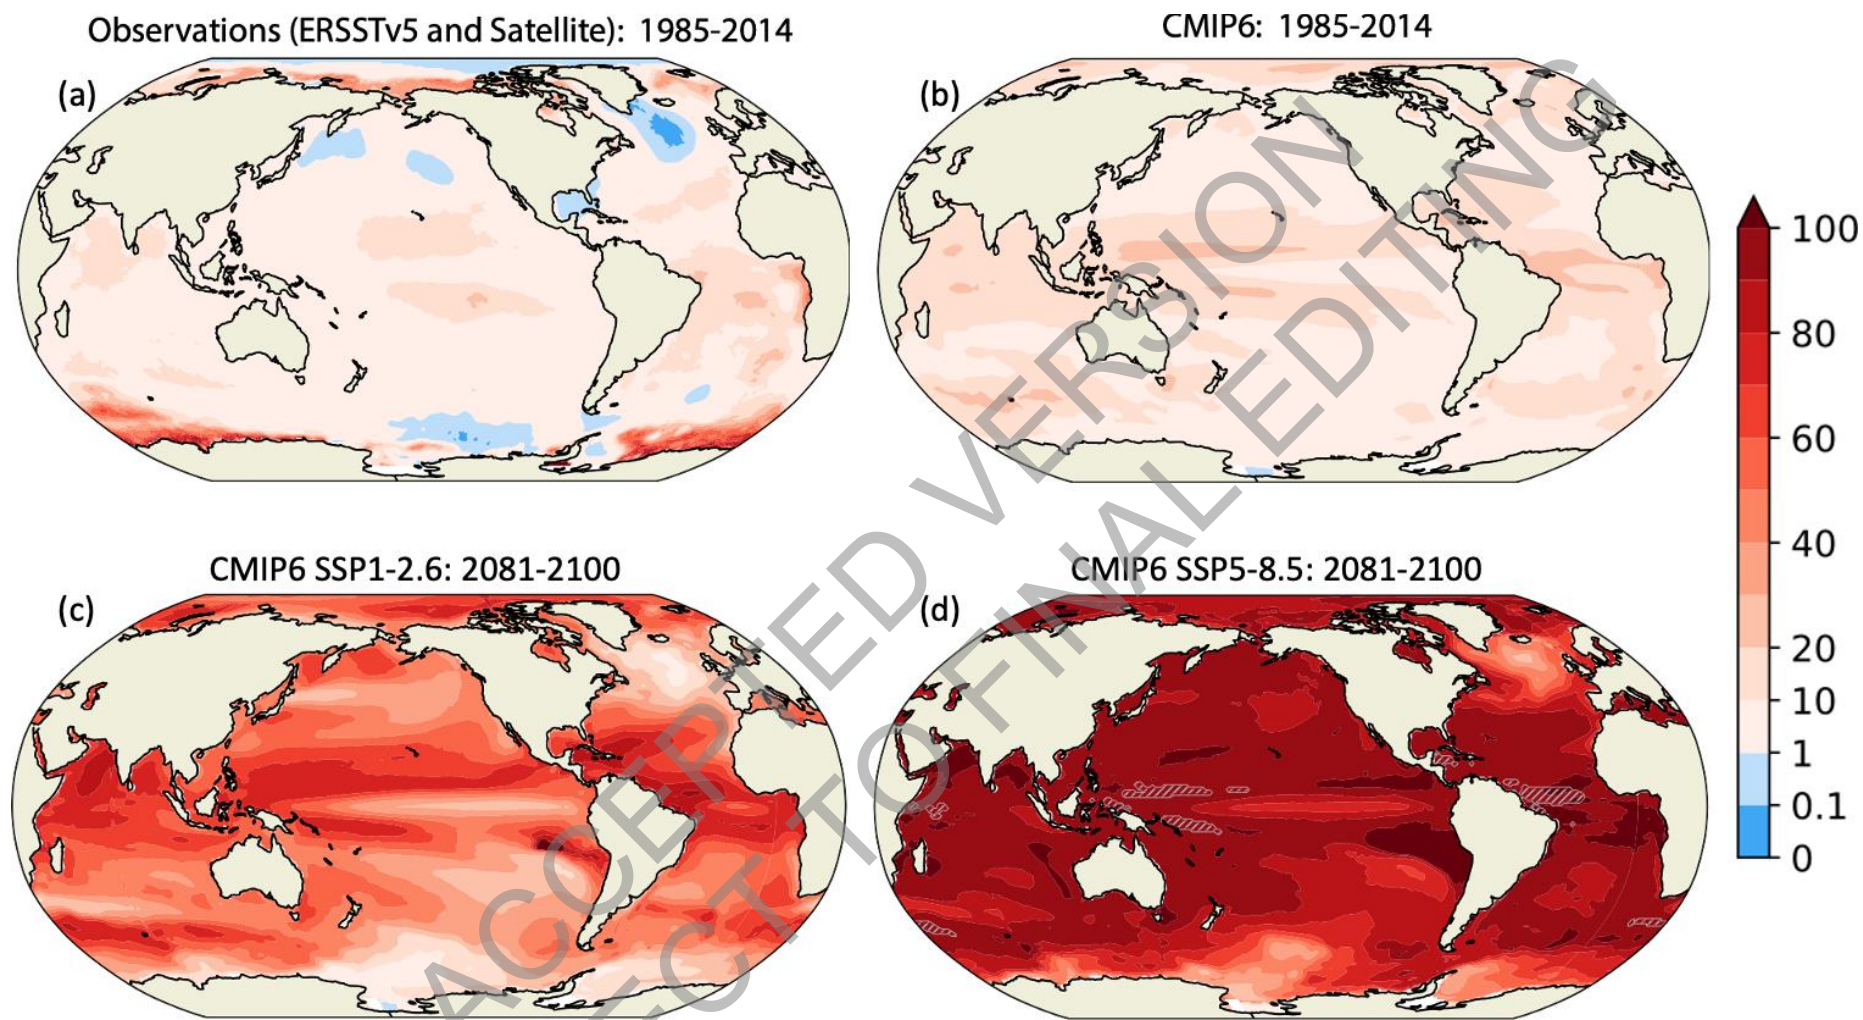 Observations (ERSSTv5 and Satellite): 1985-2014
CMIP6: 1985-2014
(a)
(b)
CMIP6 SSP1-2.6: 2081-2100
CMIP6 SSP5-8.5: 2081-2100
(c)
(d)
100
80
60
40
20
10
1
0.1
0
ACCEPTED VERSION
ECT TO FINAL EDITING